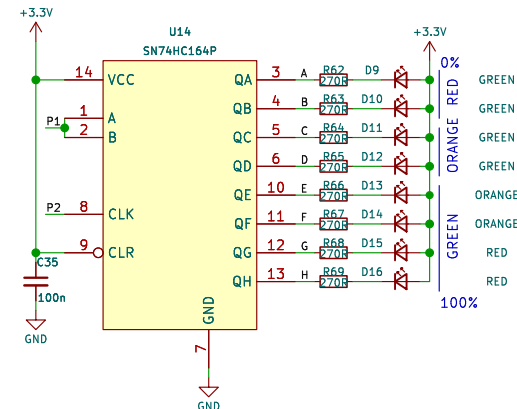 +3.3V
U14
SN74HC164P
+3.3V
14 VCC QA 3 A R62 270R D9 0% GREEN
P1 1 A QB 4 B R63 270R D10 RED GREEN
2 B QC 5 C R64 270R D11 GREEN
QD 6 D R65 270R D12 ORANGE GREEN
QE 10 E R66 270R D13 ORANGE
P2 8 CLK QF 11 F R67 270R D14 ORANGE
9 CLR QG 12 G R68 270R D15 GREEN RED
C35 100n QH 13 H R69 270R D16 RED
100%
GND
GND
7
GND